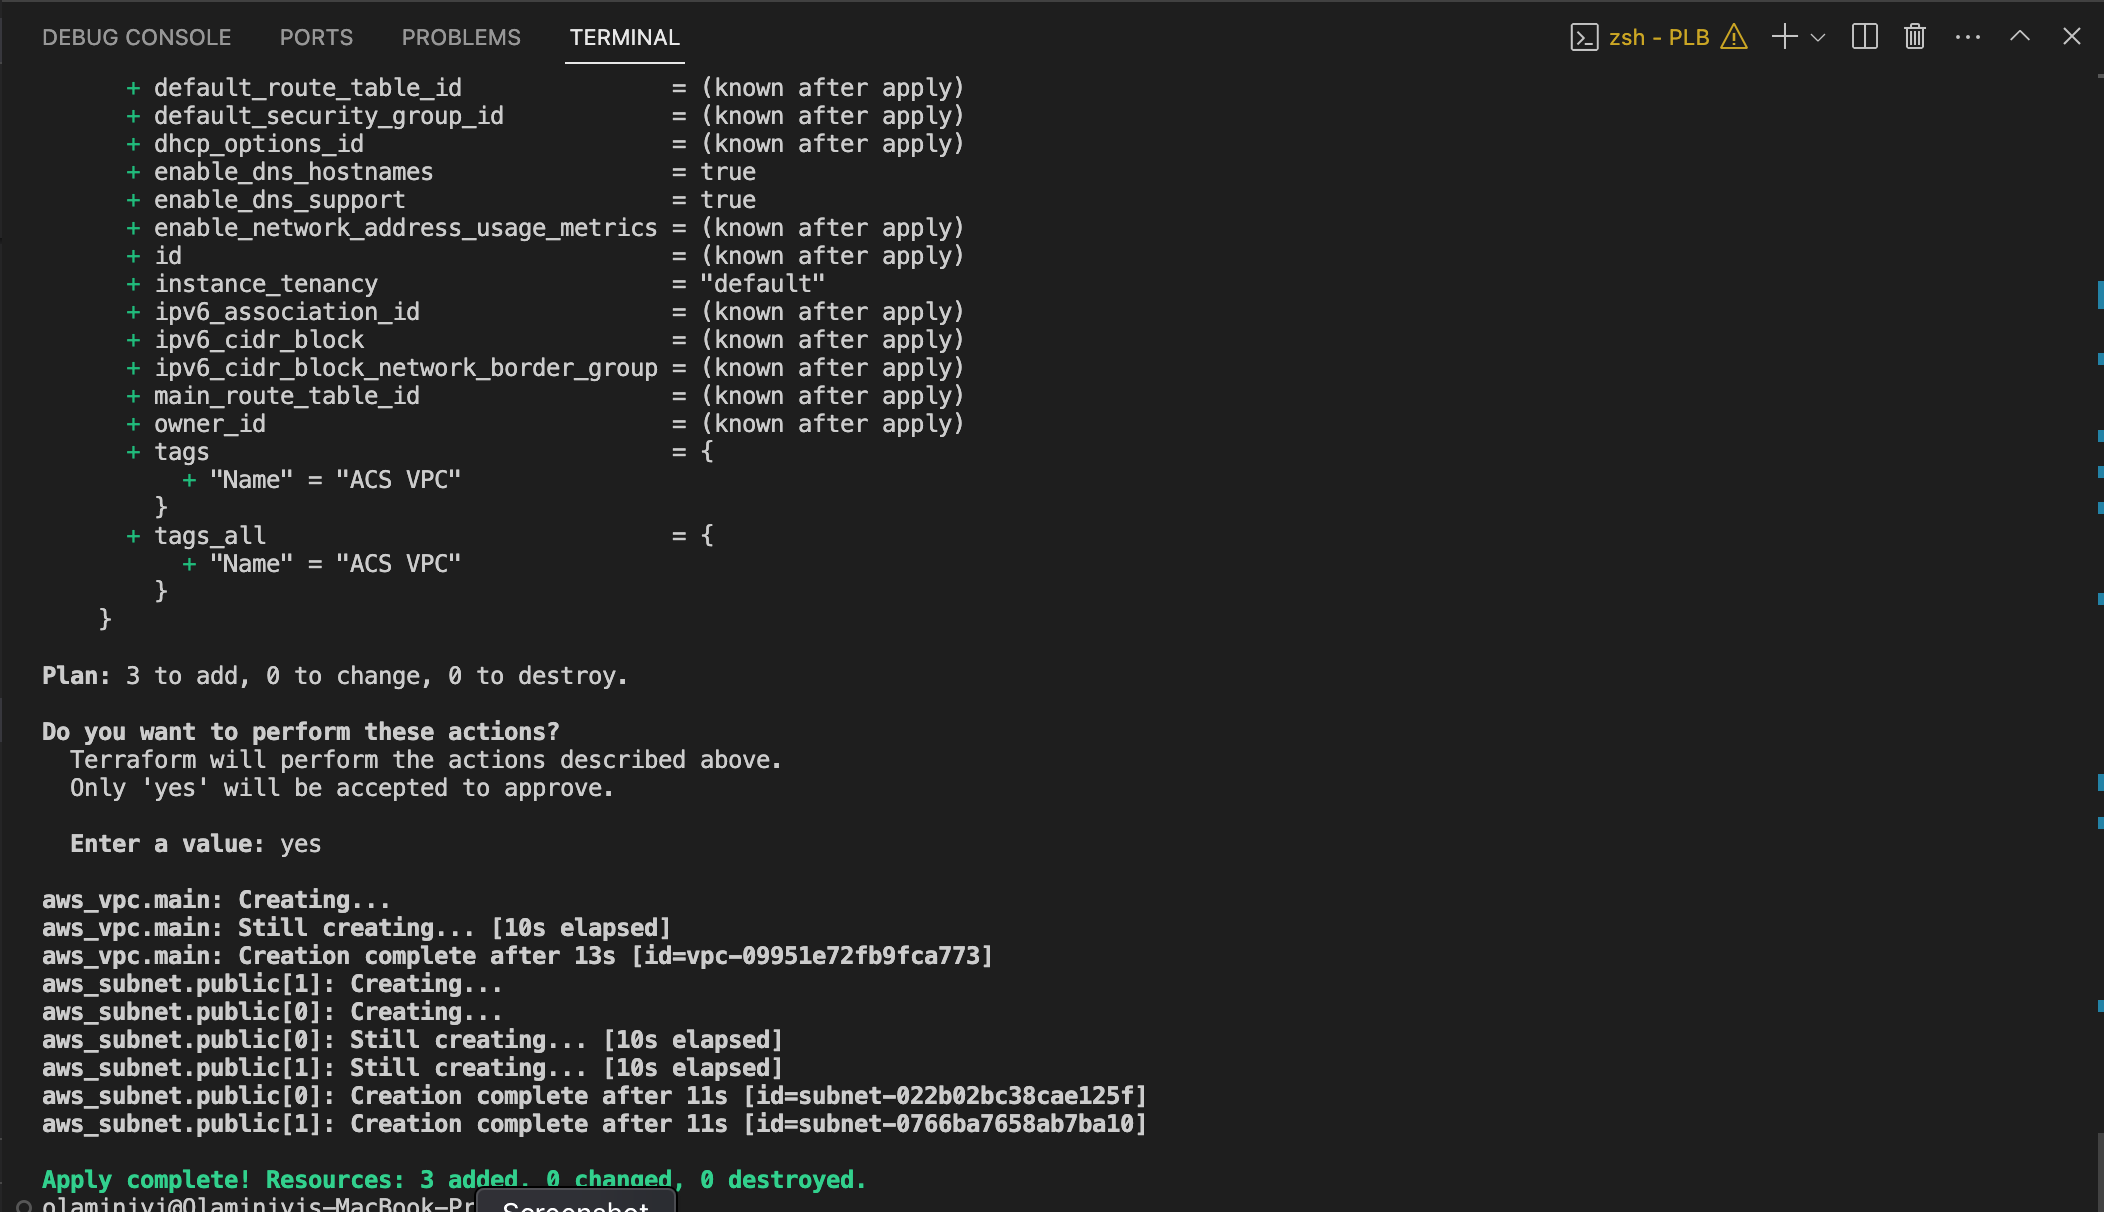 DEBUG CONSOLE PORTS PROBLEMS TERMINAL zsh - PLB
+ default_route_table_id = (known after apply)
+ default_security_group_id = (known after apply)
+ dhcp_options_id = (known after apply)
+ enable_dns_hostnames = true
+ enable_dns_support = true
+ enable_network_address_usage_metrics = (known after apply)
+ id = (known after apply)
+ instance_tenancy = "default"
+ ipv6_association_id = (known after apply)
+ ipv6_cidr_block = (known after apply)
+ ipv6_cidr_block_network_border_group = (known after apply)
+ main_route_table_id = (known after apply)
+ owner_id = (known after apply)
+ tags = {
+ "Name" = "ACS VPC"
}
+ tags_all = {
+ "Name" = "ACS VPC"
}
}
Plan: 3 to add, 0 to change, 0 to destroy.
Do you want to perform these actions?
Terraform will perform the actions described above.
Only 'yes' will be accepted to approve.
Enter a value: yes
aws_vpc.main: Creating...
aws_vpc.main: Still creating... [10s elapsed]
aws_vpc.main: Creation complete after 13s [id=vpc-09951e72fb9fca773]
aws_subnet.public[1]: Creating...
aws_subnet.public[0]: Creating...
aws_subnet.public[0]: Still creating... [10s elapsed]
aws_subnet.public[1]: Still creating... [10s elapsed]
aws_subnet.public[0]: Creation complete after 11s [id=subnet-022b02bc38cae125f]
aws_subnet.public[1]: Creation complete after 11s [id=subnet-0766ba7658ab7ba10]
Apply complete! Resources: 3 added, 0 changed, 0 destroyed.
olaminiyi@Olaminiyis-MacBook-Pr Screenshot